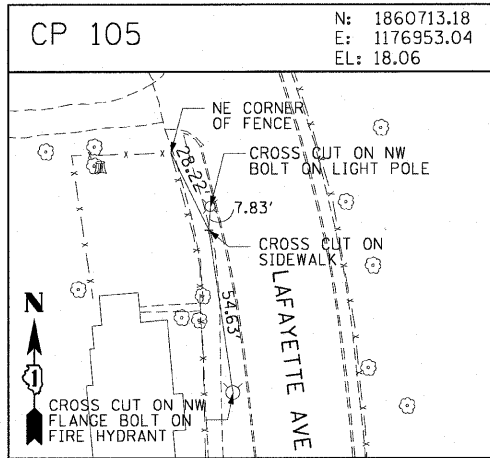 CP 105
N: 1860713.18
E: 1176953.04
EL: 18.06
NE CORNER
OF FENCE
28.22'
CROSS CUT ON NW
BOLT ON LIGHT POLE
7.83'
CROSS CUT ON
SIDEWALK
54.63'
LAFAYETTE AVE
N
1
CROSS CUT ON NW
FLANGE BOLT ON
FIRE HYDRANT